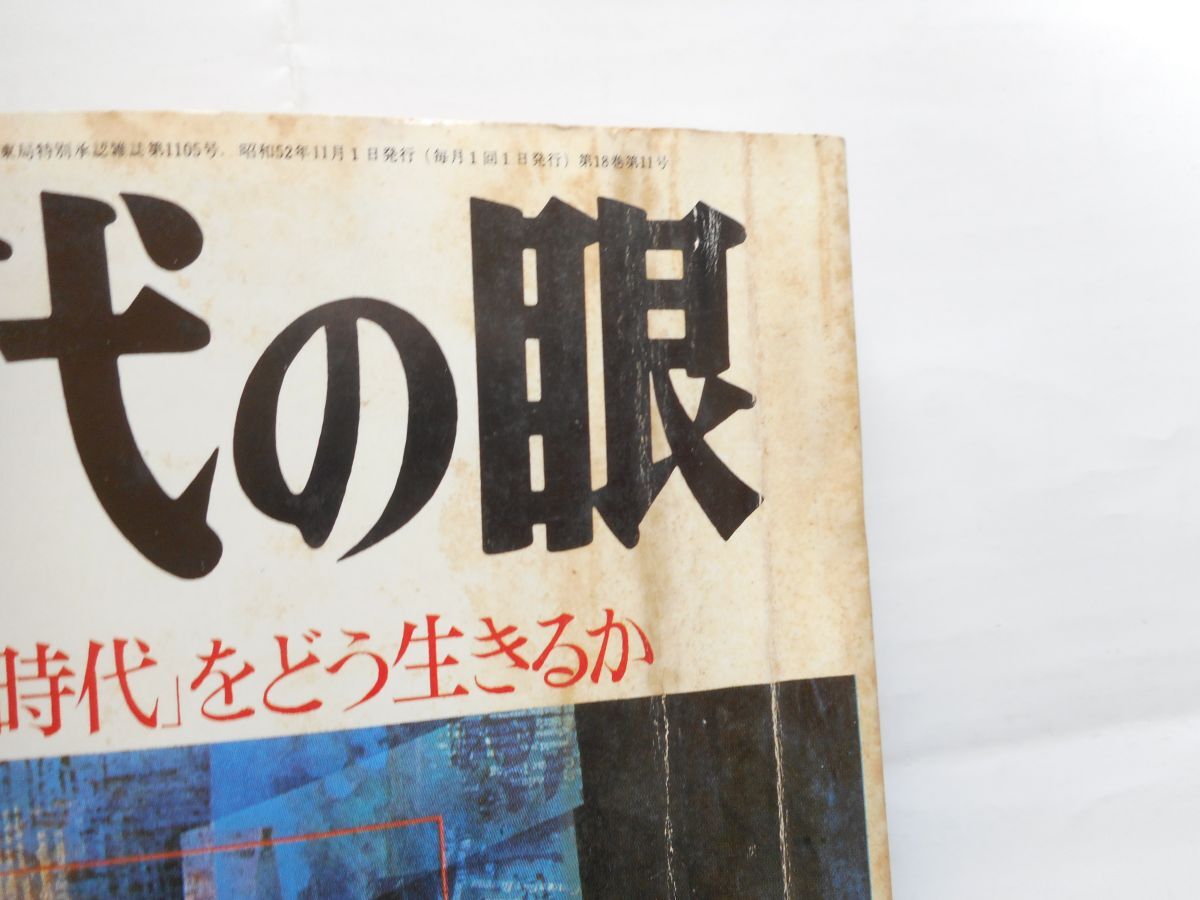 東局特別承認雑誌第1105号. 昭和52年11月1日発行(毎月1回1日発行)第18巻第11号
代の眼
時代」をどう生きるか